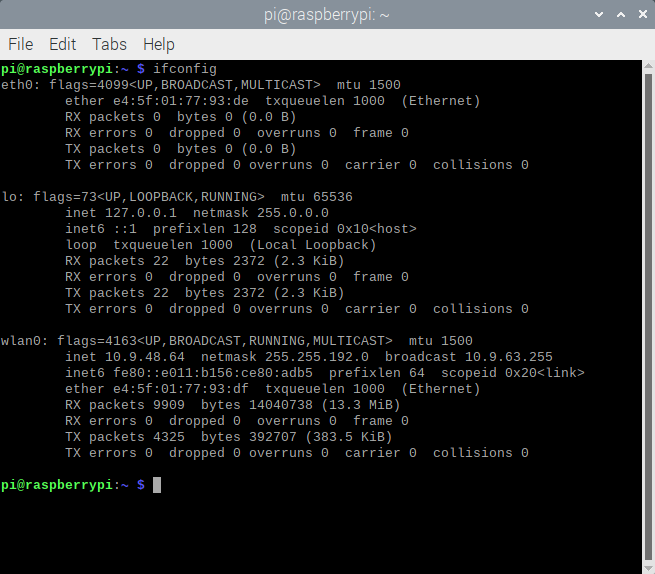 pi@raspberrypi: ~
File Edit Tabs Help
pi@raspberrypi:~ $ ifconfig
eth0: flags=4099<UP,BROADCAST,MULTICAST>  mtu 1500
        ether e4:5f:01:77:93:de  txqueuelen 1000  (Ethernet)
        RX packets 0  bytes 0 (0.0 B)
        RX errors 0  dropped 0  overruns 0  frame 0
        TX packets 0  bytes 0 (0.0 B)
        TX errors 0  dropped 0 overruns 0  carrier 0  collisions 0

lo: flags=73<UP,LOOPBACK,RUNNING>  mtu 65536
        inet 127.0.0.1  netmask 255.0.0.0
        inet6 ::1  prefixlen 128  scopeid 0x10<host>
        loop  txqueuelen 1000  (Local Loopback)
        RX packets 22  bytes 2372 (2.3 KiB)
        RX errors 0  dropped 0  overruns 0  frame 0
        TX packets 22  bytes 2372 (2.3 KiB)
        TX errors 0  dropped 0 overruns 0  carrier 0  collisions 0

wlan0: flags=4163<UP,BROADCAST,RUNNING,MULTICAST>  mtu 1500
        inet 10.9.48.64  netmask 255.255.192.0  broadcast 10.9.63.255
        inet6 fe80::e011:b156:ce80:adb5  prefixlen 64  scopeid 0x20<link>
        ether e4:5f:01:77:93:df  txqueuelen 1000  (Ethernet)
        RX packets 9909  bytes 14040738 (13.3 MiB)
        RX errors 0  dropped 0  overruns 0  frame 0
        TX packets 4325  bytes 392707 (383.5 KiB)
        TX errors 0  dropped 0 overruns 0  carrier 0  collisions 0

pi@raspberrypi:~ $